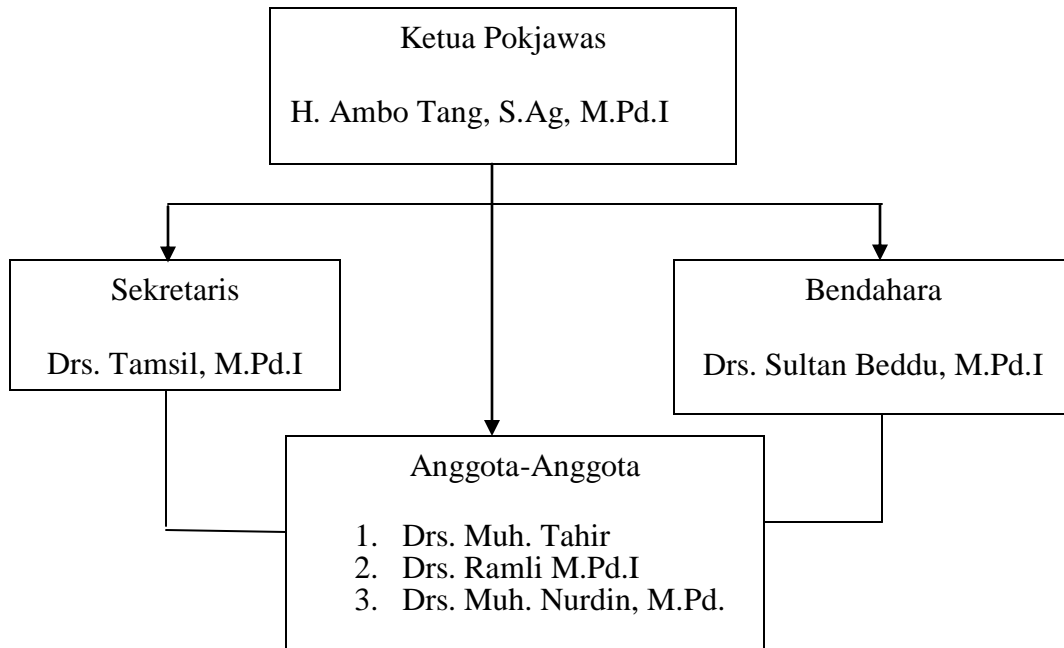 Ketua Pokjawas
H. Ambo Tang, S.Ag, M.Pd.I
Sekretaris
Drs. Tamsil, M.Pd.I
Bendahara
Drs. Sultan Beddu, M.Pd.I
Anggota-Anggota
1. Drs. Muh. Tahir
2. Drs. Ramli M.Pd.I
3. Drs. Muh. Nurdin, M.Pd.